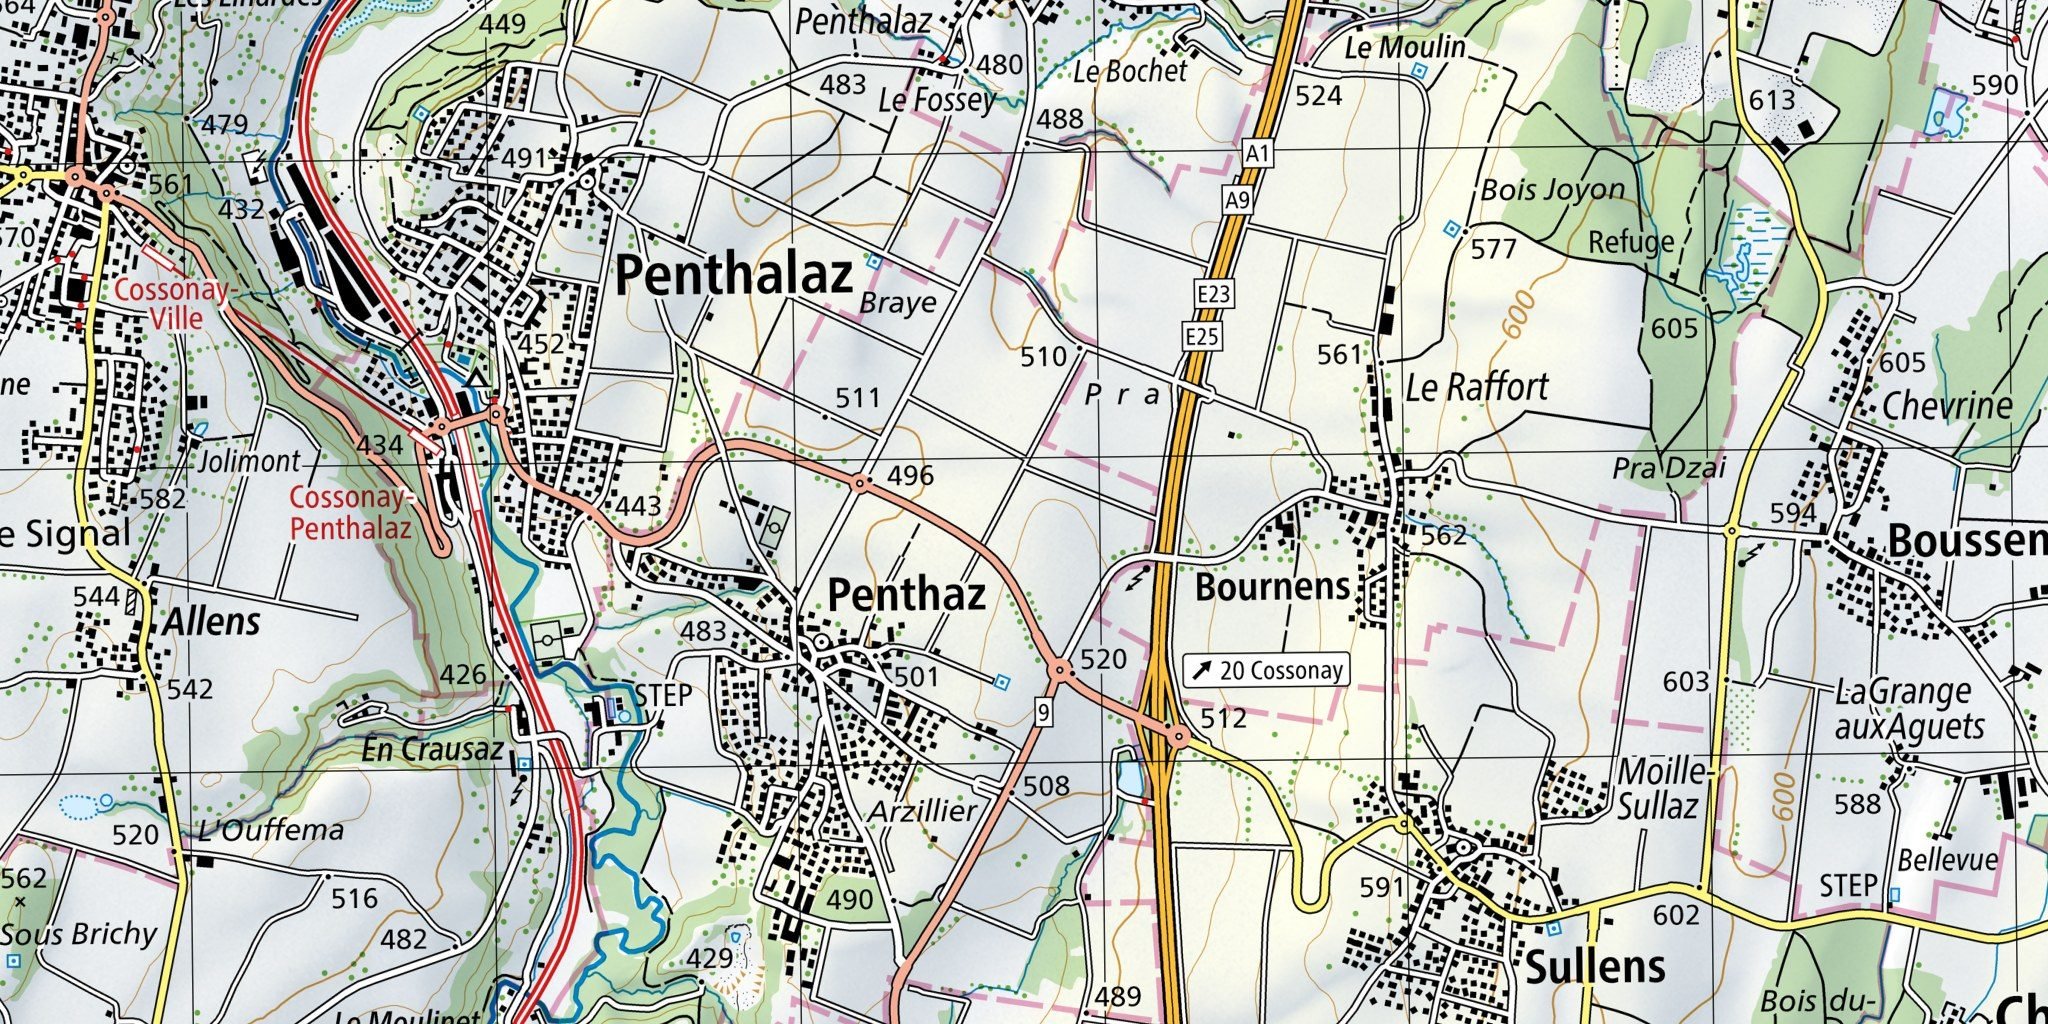 564
Les Linardes
449
Penthalaz
480
483
Le Fossey
Le Bochet
488
Le Moulin
524
613
590
479
491
A1
561
432
A9
Bois Joyon
577
Refuge
570
Penthalaz
Cossonay-
Ville
Braye
E23
600
605
E25
452
510
561
605
Pra
Le Raffort
Chevrine
ne
511
434
Jolimont
Pra Dzai
496
582
Cossonay-
Penthalaz
443
594
e Signal
562
Boussen
544
Allens
Penthaz
Bournens
483
520
20 Cossonay
426
501
542
STEP
603
La Grange
aux Aguets
9
512
En Crausaz
508
Moille-
Sullaz
600
588
Arzillier
520
L'Ouffema
Bellevue
562
516
490
591
STEP
602
Sous Brichy
482
429
Sullens
489
Bois du-
Le Moulinet
Ch